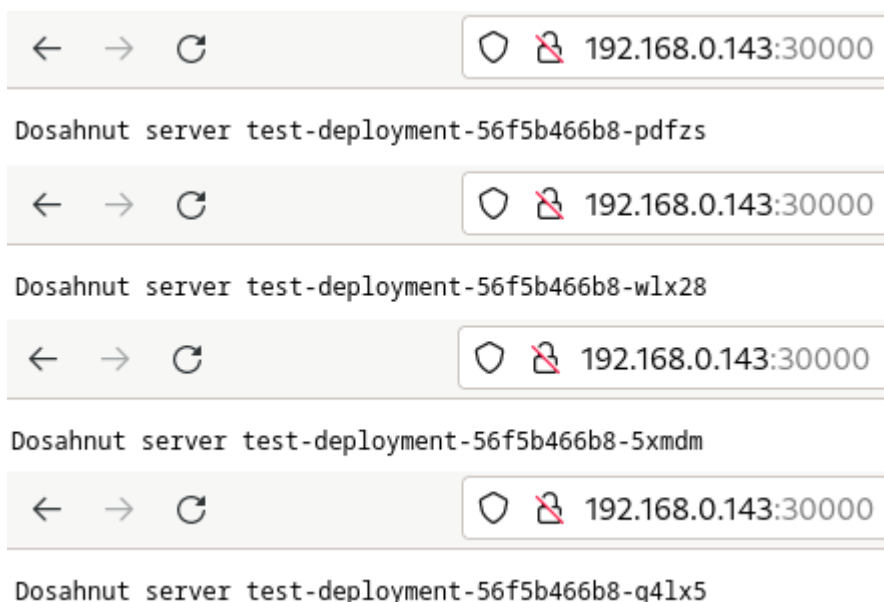 192.168.0.143:30000
Dosahnut server test-deployment-56f5b466b8-pdfzs
192.168.0.143:30000
Dosahnut server test-deployment-56f5b466b8-wlx28
192.168.0.143:30000
Dosahnut server test-deployment-56f5b466b8-5xmdm
192.168.0.143:30000
Dosahnut server test-deployment-56f5b466b8-q4lx5